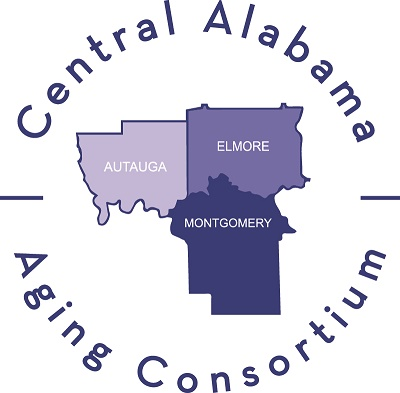 Central Alabama
ELMORE
AUTAUGA
MONTGOMERY
Aging Consortium